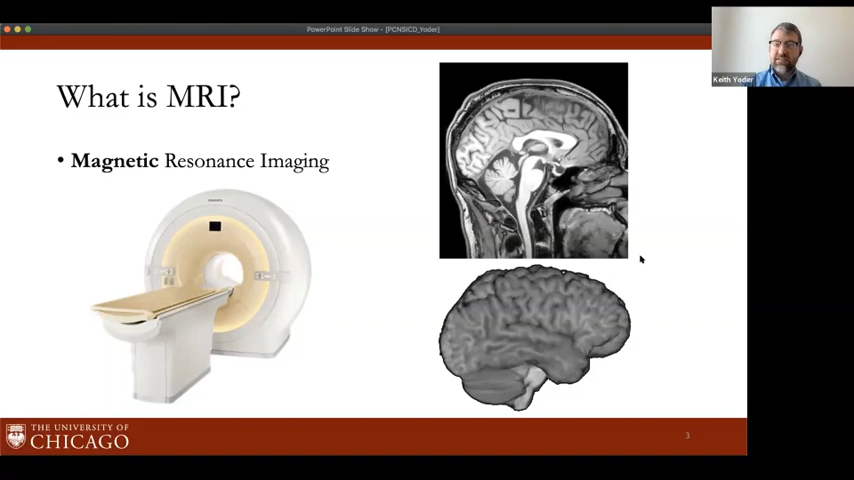 PowerPoint Slide Show - [PCNSICD_Yoder]
Keith Yoder
What is MRI?
• Magnetic Resonance Imaging
THE UNIVERSITY OF
CHICAGO
3